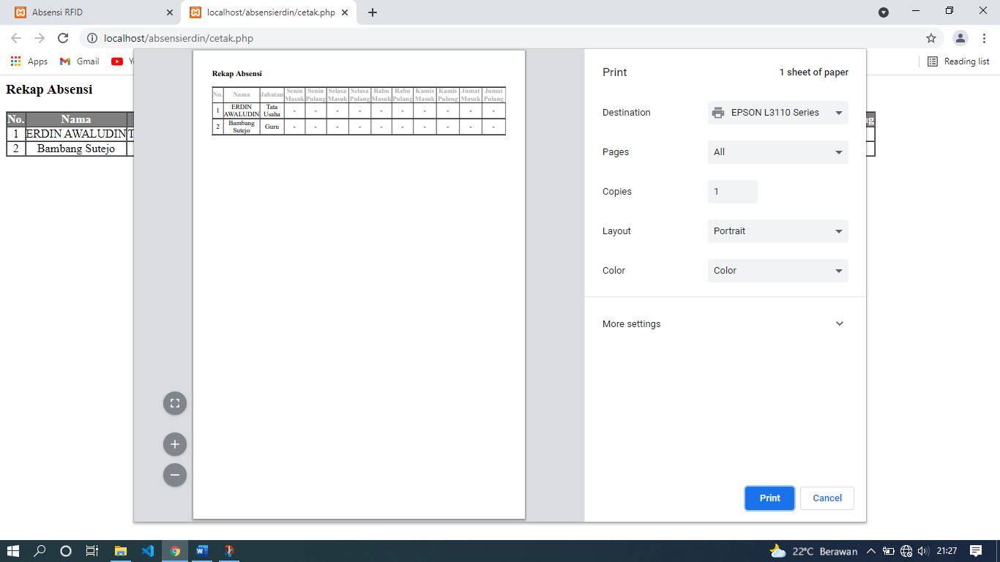 Absensi RFID
localhost/absensierdin/cetak.php
localhost/absensierdin/cetak.php
Apps Gmail
Reading list
Rekap Absensi
No. Nama
1 ERDIN AWALUDIN T
2 Bambang Sutejo
Rekap Absensi
No. Nama Jabatan Senin Masuk Senin Pulang Selasa Masuk Selasa Pulang Rabu Masuk Rabu Pulang Kamis Masuk Kamis Pulang Jumat Masuk Jumat Pulang
1 ERDIN AWALUDIN Tata Usaha - - - - - - - - - -
2 Bambang Sutejo Guru - - - - - - - - - -
Print 1 sheet of paper
Destination EPSON L3110 Series
Pages All
Copies 1
Layout Portrait
Color Color
More settings
Print Cancel
22°C Berawan 21:27